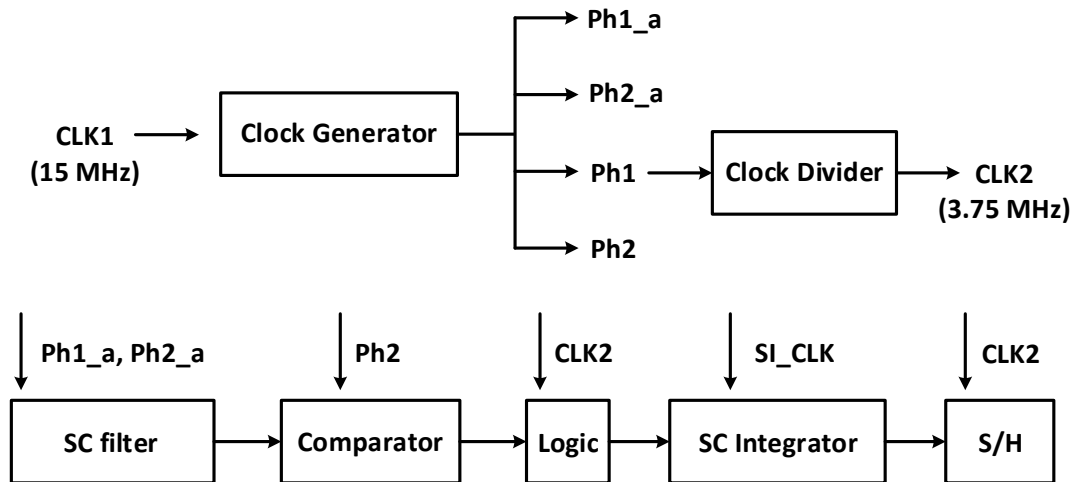 Ph1_a
Ph2_a
CLK1
(15 MHz)
Clock Generator
Ph1
Clock Divider
CLK2
(3.75 MHz)
Ph2
Ph1_a, Ph2_a
Ph2
CLK2
SI_CLK
CLK2
SC filter
Comparator
Logic
SC Integrator
S/H